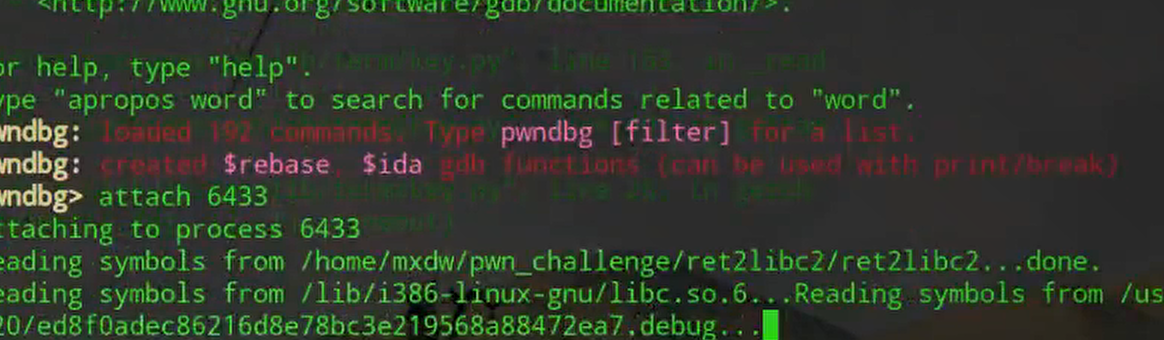 <http://www.gnu.org/software/gdb/documentation/>.
or help, type "help".
ype "apropos word" to search for commands related to "word".
wndbg: loaded 192 commands. Type pwndbg [filter] for a list.
wndbg: created $rebase, $ida gdb functions (can be used with print/break)
wndbg> attach 6433
ttaching to process 6433
eading symbols from /home/mxdw/pwn_challenge/ret2libc2/ret2libc2...done.
eading symbols from /lib/i386-linux-gnu/libc.so.6...Reading symbols from /us
20/ed8f0adec86216d8e78bc3e219568a88472ea7.debug...